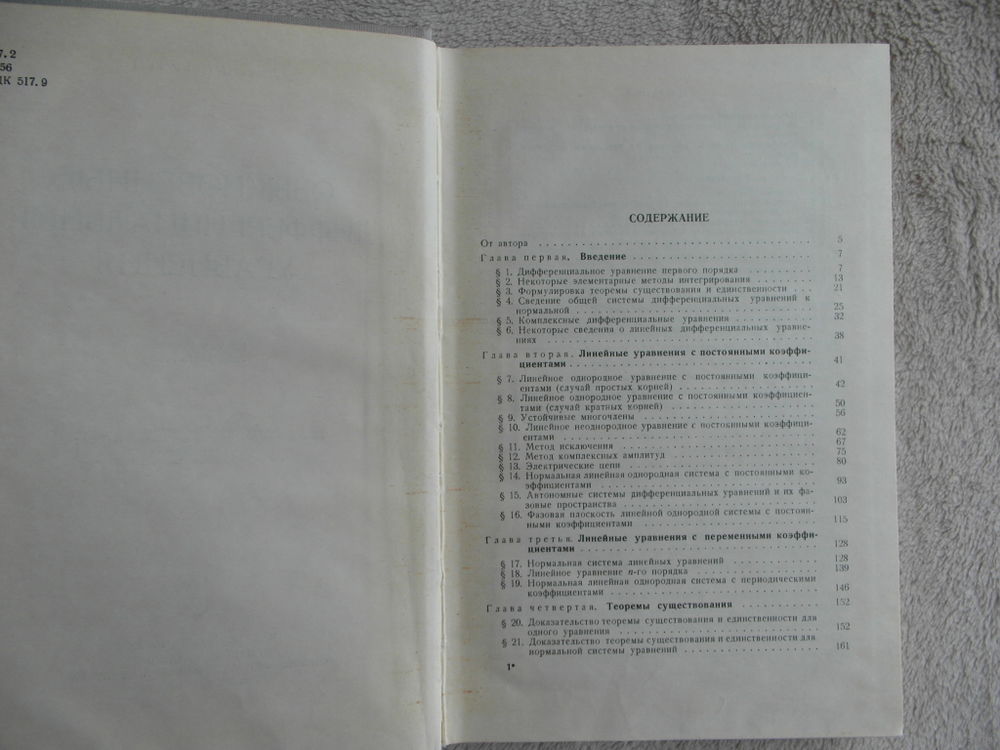 7.2
56
ДК 517.9
СОДЕРЖАНИЕ
От автора . . . . . . . . . . 5
Глава первая. Введение . . . . . . . . . . 7
§ 1. Дифференциальное уравнение первого порядка . . . . . . . . . . 7
§ 2. Некоторые элементарные методы интегрирования . . . . . . . . . . 13
§ 3. Формулировка теоремы существования и единственности . . . 21
§ 4. Сведение общей системы дифференциальных уравнений к
нормальной . . . . . . . . . . 25
§ 5. Комплексные дифференциальные уравнения . . . . . . . . . . 32
§ 6. Некоторые сведения о линейных дифференциальных уравне-
ниях . . . . . . . . . . 38
Глава вторая. Линейные уравнения с постоянными коэффи-
циентами . . . . . . . . . . 41
§ 7. Линейное однородное уравнение с постоянными коэффици-
ентами (случай простых корней) . . . . . . . . . . 42
§ 8. Линейное однородное уравнение с постоянными коэффициен-
тами (случай кратных корней) . . . . . . . . . . 50
§ 9. Устойчивые многочлены . . . . . . . . . . 56
§ 10. Линейное неоднородное уравнение с постоянными коэффици-
ентами . . . . . . . . . . 62
§ 11. Метод исключения . . . . . . . . . . 67
§ 12. Метод комплексных амплитуд . . . . . . . . . . 75
§ 13. Электрические цепи . . . . . . . . . . 80
§ 14. Нормальная линейная однородная система с постоянными ко-
эффициентами . . . . . . . . . . 93
§ 15. Автономные системы дифференциальных уравнений и их фа-
зовые пространства . . . . . . . . . . 103
§ 16. Фазовая плоскость линейной однородной системы с постоян-
ными коэффициентами . . . . . . . . . . 115
Глава третья. Линейные уравнения с переменными коэффи-
циентами . . . . . . . . . . 128
§ 17. Нормальная система линейных уравнений . . . . . . . . . . 128
§ 18. Линейное уравнение n-го порядка . . . . . . . . . . 139
§ 19. Нормальная линейная однородная система с периодическими
коэффициентами . . . . . . . . . . 146
Глава четвертая. Теоремы существования . . . . . . . . . . 152
§ 20. Доказательство теоремы существования и единственности для
одного уравнения . . . . . . . . . . 152
§ 21. Доказательство теоремы существования и единственности для
нормальной системы уравнений . . . . . . . . . . 161
1*